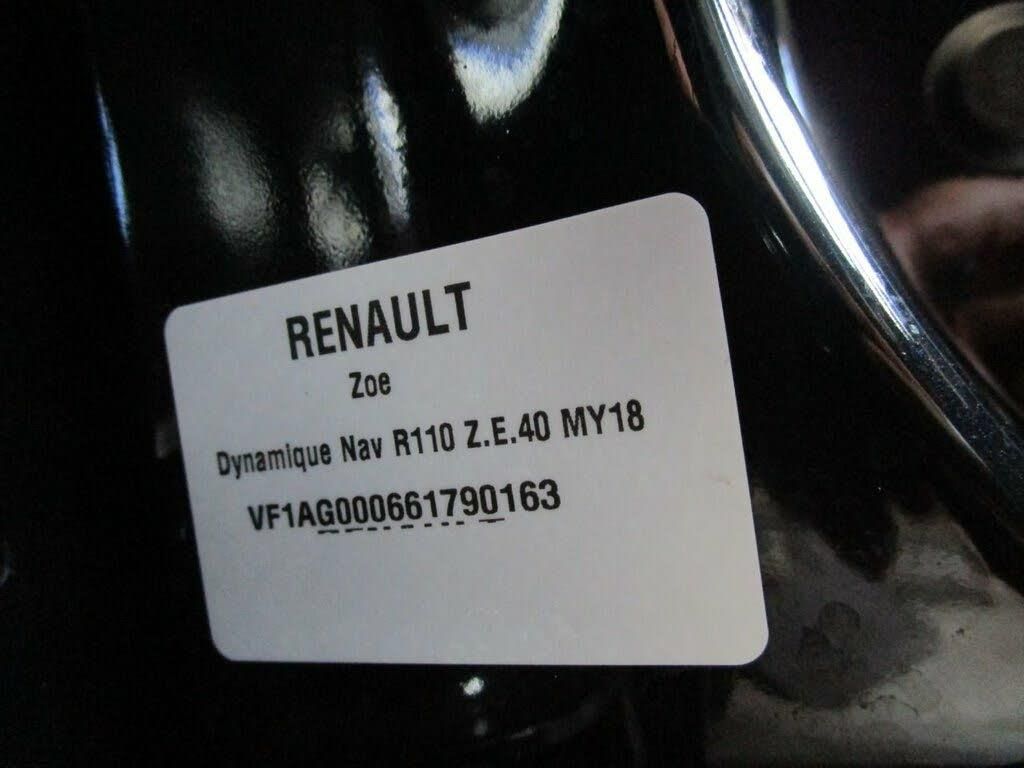 RENAULT
Zoe
Dynamique Nav R110 Z.E.40 MY18
VF1AG000661790163